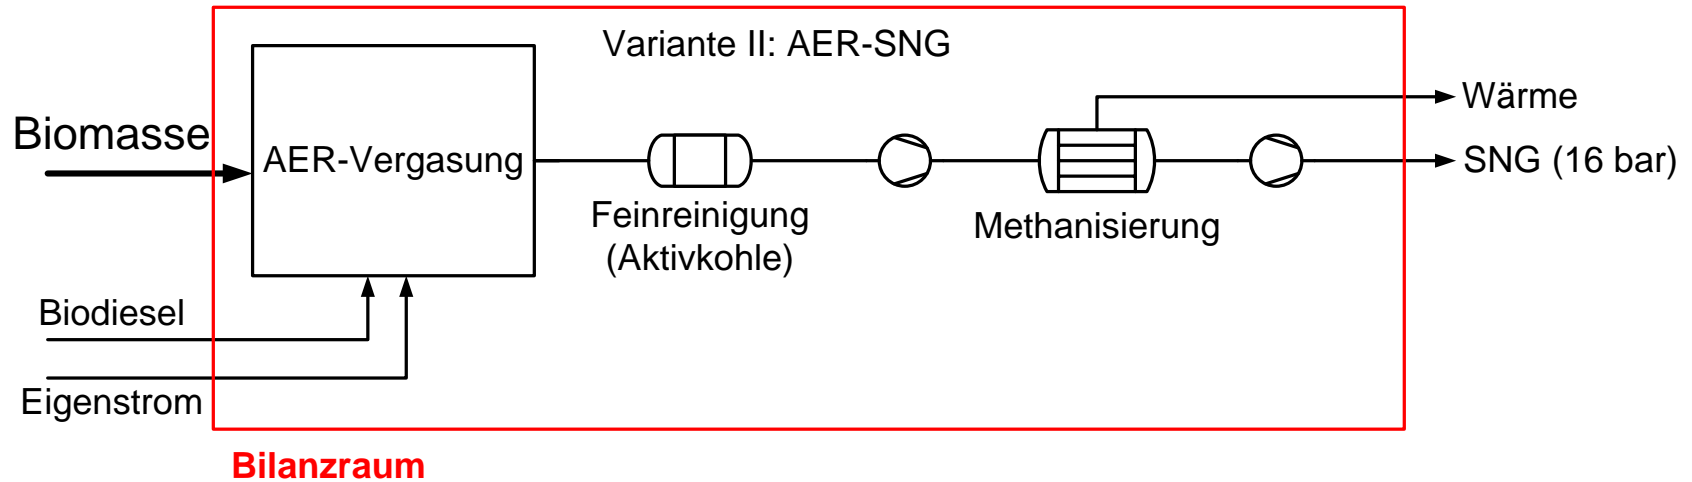 Variante II: AER-SNG
Wärme
Biomasse
AER-Vergasung
SNG (16 bar)
Feinreinigung
(Aktivkohle)
Methanisierung
Biodiesel
Eigenstrom
Bilanzraum